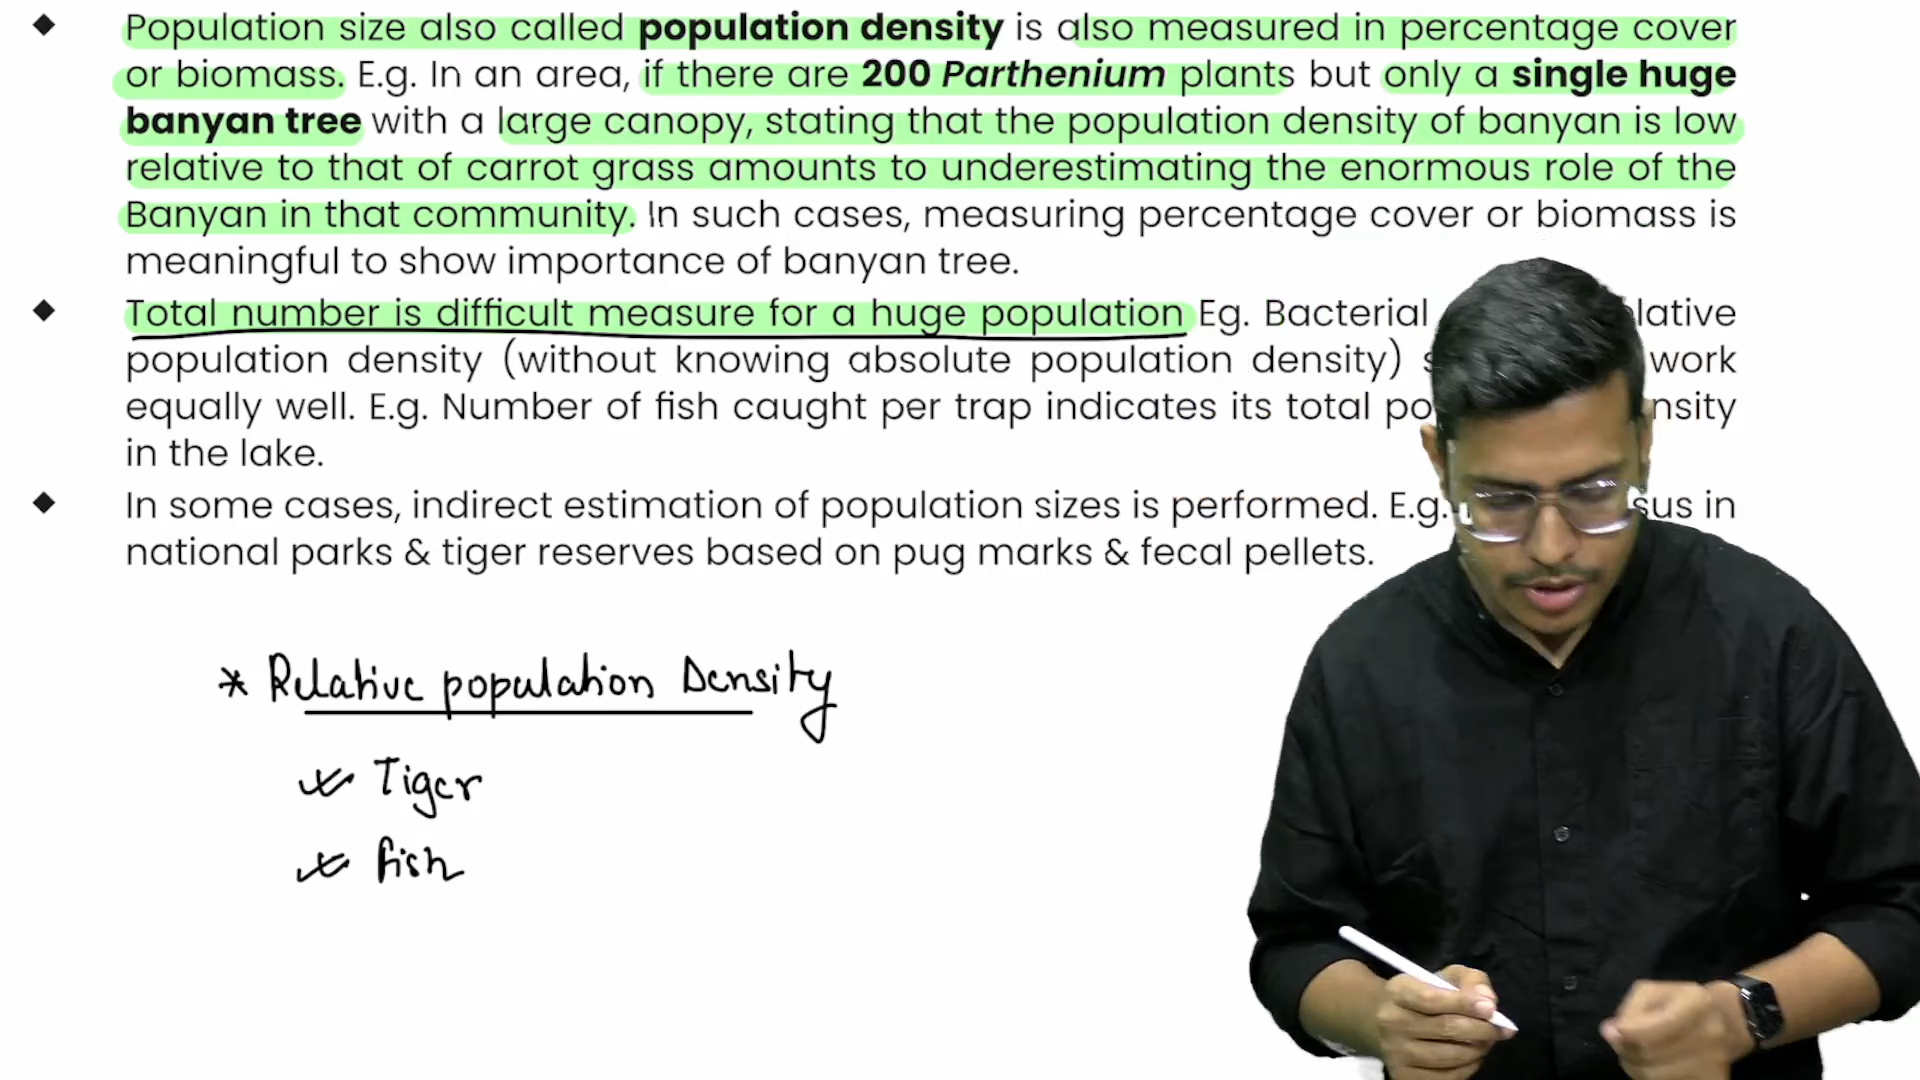 Population size also called population density is also measured in percentage cover
or biomass. E.g. In an area, if there are 200 Parthenium plants but only a single huge
banyan tree with a large canopy, stating that the population density of banyan is low
relative to that of carrot grass amounts to underestimating the enormous role of the
Banyan in that community. In such cases, measuring percentage cover or biomass is
meaningful to show importance of banyan tree.
Total number is difficult measure for a huge population Eg. Bacterial
population density (without knowing absolute population density) work
equally well. E.g. Number of fish caught per trap indicates its total
in the lake.
In some cases, indirect estimation of population sizes is performed. E.g. in
national parks & tiger reserves based on pug marks & fecal pellets.
* Relative population Density
Tiger
fish